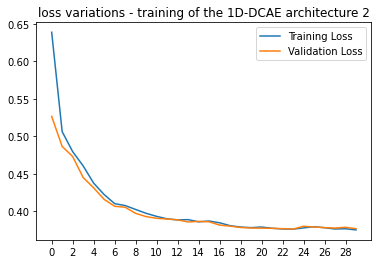 loss variations - training of the 1D-DCAE architecture 2
Training Loss
Validation Loss
0.65
0.60
0.55
0.50
0.45
0.40
0 2 4 6 8 10 12 14 16 18 20 22 24 26 28